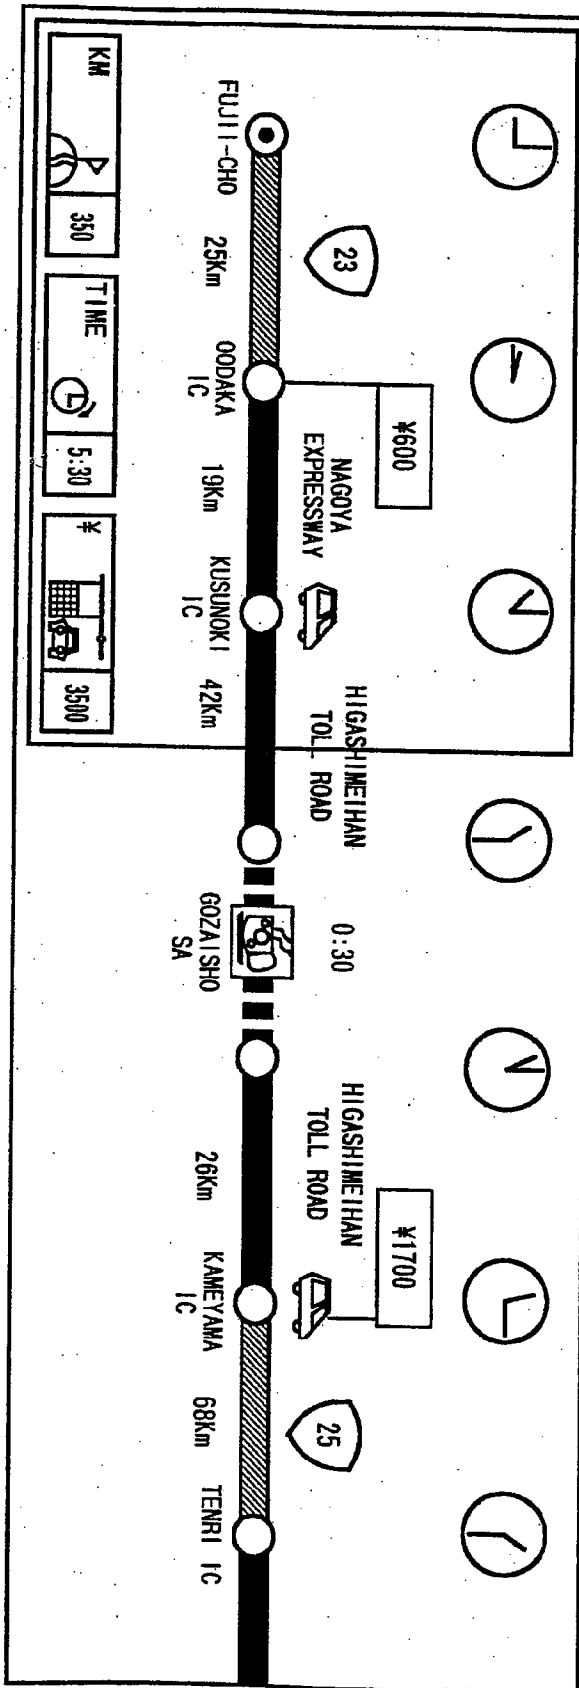 ¥600
¥1700
23
NAGOYA
EXPRESSWAY
HIGASHIMEIHAN
TOLL ROAD
0:30
HIGASHIMEIHAN
TOLL ROAD
25
FUJII-CHO
25Km
OODAKA
IC
19Km
KUSUNOKI
IC
42Km
GOZAISHO
SA
26Km
KAMEYAMA
IC
68Km
TENRI IC
KM
350
TIME
5:30
¥
3500